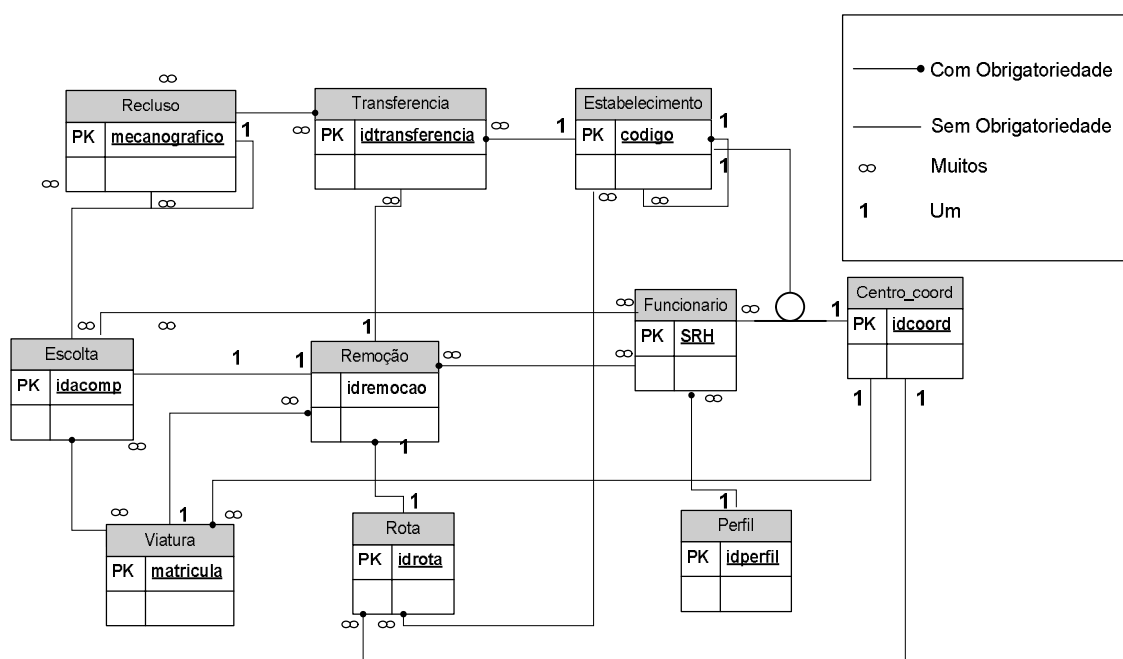 ∞
Recluso
PK mecanografico
1
∞
∞
∞
Transferencia
PK idtransferencia
∞
∞
1
Estabelecimento
PK codigo
1
1
∞
∞
Com Obrigatoriedade
Sem Obrigatoriedade
∞ Muitos
1 Um
∞
∞
Escolta
PK idacomp
∞
1
1
1
Remoção
idremocao
∞
∞
1
∞
∞
Funcionario
PK SRH
∞
∞
1
Centro_coord
PK idcoord
1
1
∞
1
∞
Viatura
PK matricula
1
Rota
PK idrota
∞
∞
1
Perfil
PK idperfil